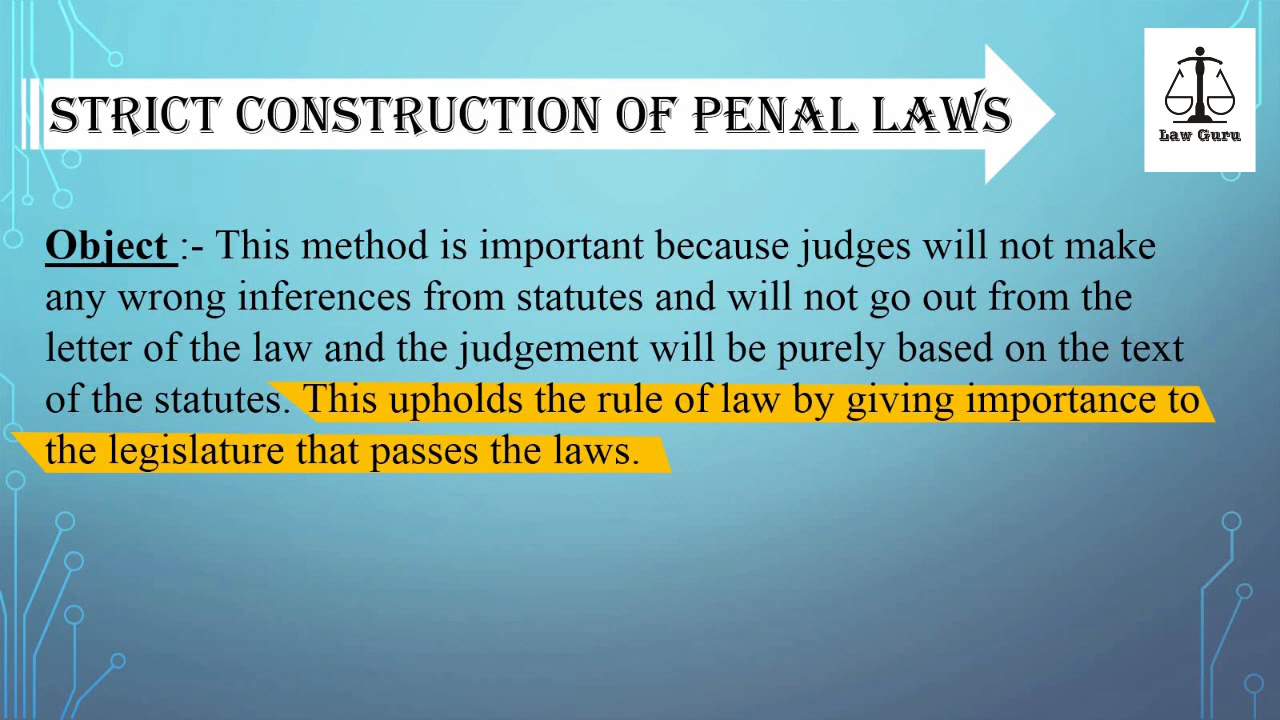 STRICT CONSTRUCTION OF PENAL LAWS
Law Guru
Object :- This method is important because judges will not make
any wrong inferences from statutes and will not go out from the
letter of the law and the judgement will be purely based on the text
of the statutes. This upholds the rule of law by giving importance to
the legislature that passes the laws.